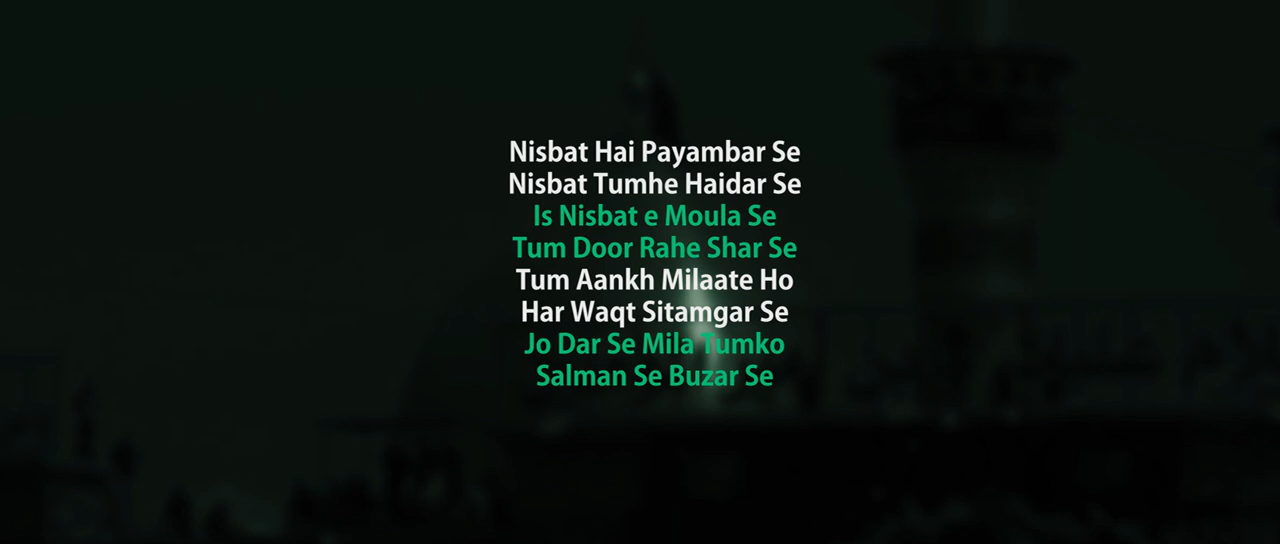 Nisbat Hai Payambar Se
Nisbat Tumhe Haidar Se
Is Nisbat e Moula Se
Tum Door Rahe Shar Se
Tum Aankh Milaate Ho
Har Waqt Sitamgar Se
Jo Dar Se Mila Tumko
Salman Se Buzar Se